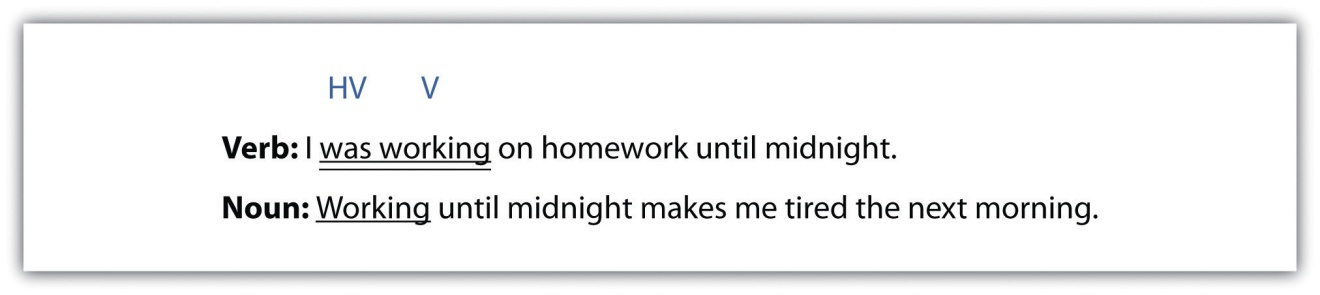 HV V
Verb: I was working on homework until midnight.
Noun: Working until midnight makes me tired the next morning.